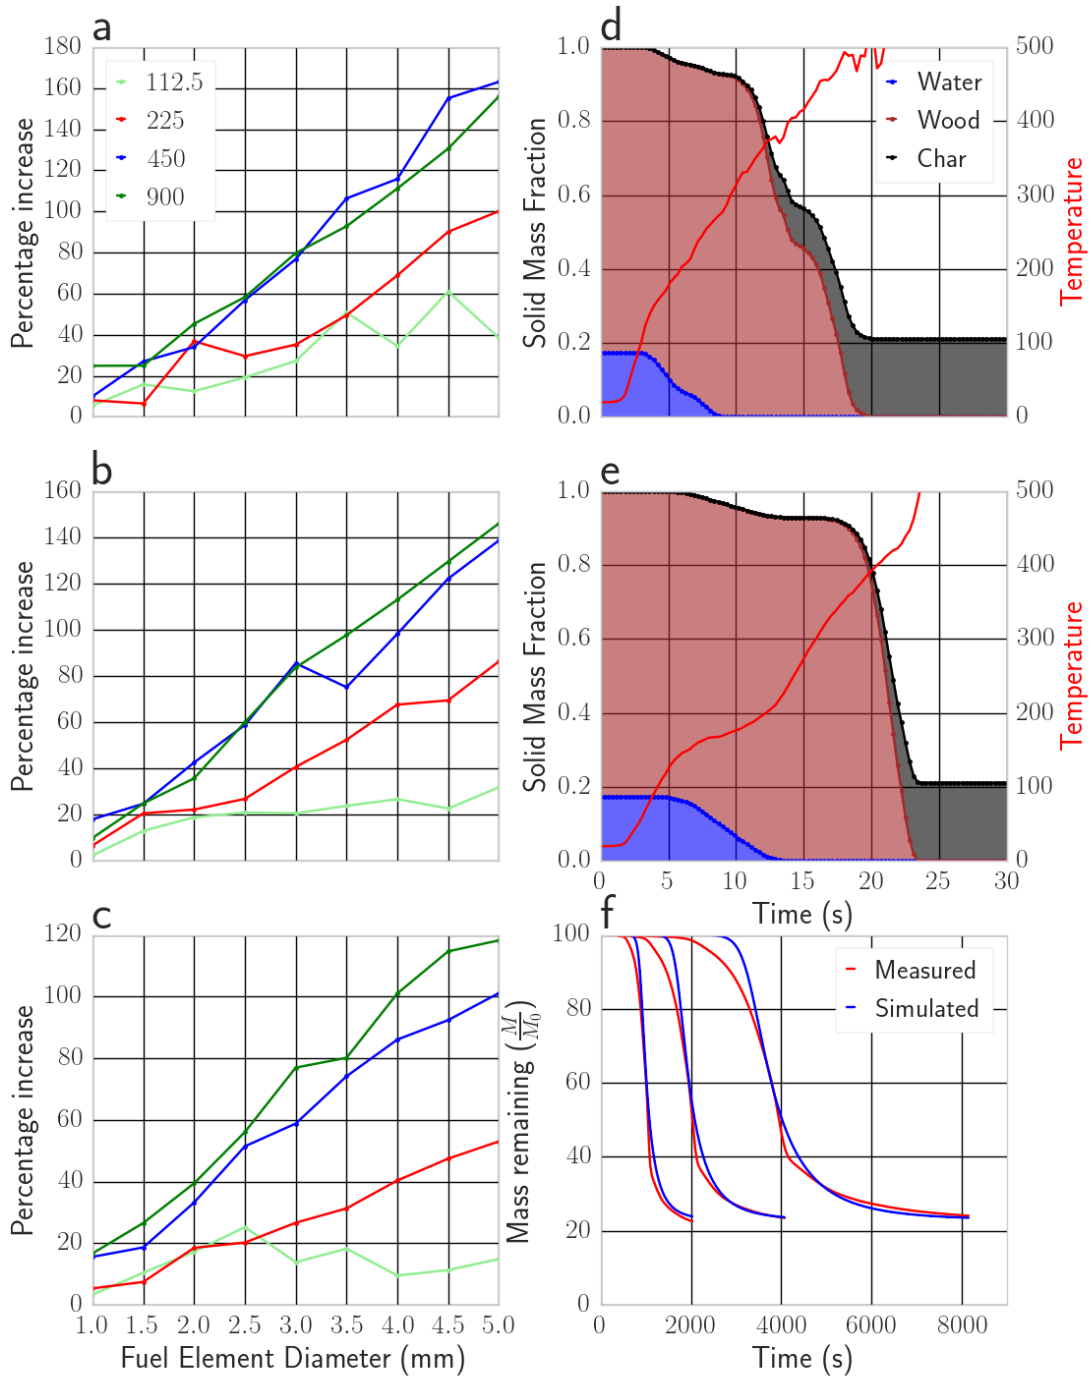 a
180
160
140
120
100
80
60
40
20
0
Percentage increase
112.5
225
450
900
b
160
140
120
100
80
60
40
20
0
Percentage increase
c
120
100
80
60
40
20
0
Percentage increase
1.0 1.5 2.0 2.5 3.0 3.5 4.0 4.5 5.0
Fuel Element Diameter (mm)
d
1.0
0.8
0.6
0.4
0.2
0.0
Solid Mass Fraction
Water
Wood
Char
500
400
300
200
100
0
Temperature
e
1.0
0.8
0.6
0.4
0.2
0.0
Solid Mass Fraction
500
400
300
200
100
0
Temperature
0 5 10 15 20 25 30
Time (s)
f
100
80
60
40
20
0
Mass remaining (M/M₀)
Measured
Simulated
0 2000 4000 6000 8000
Time (s)